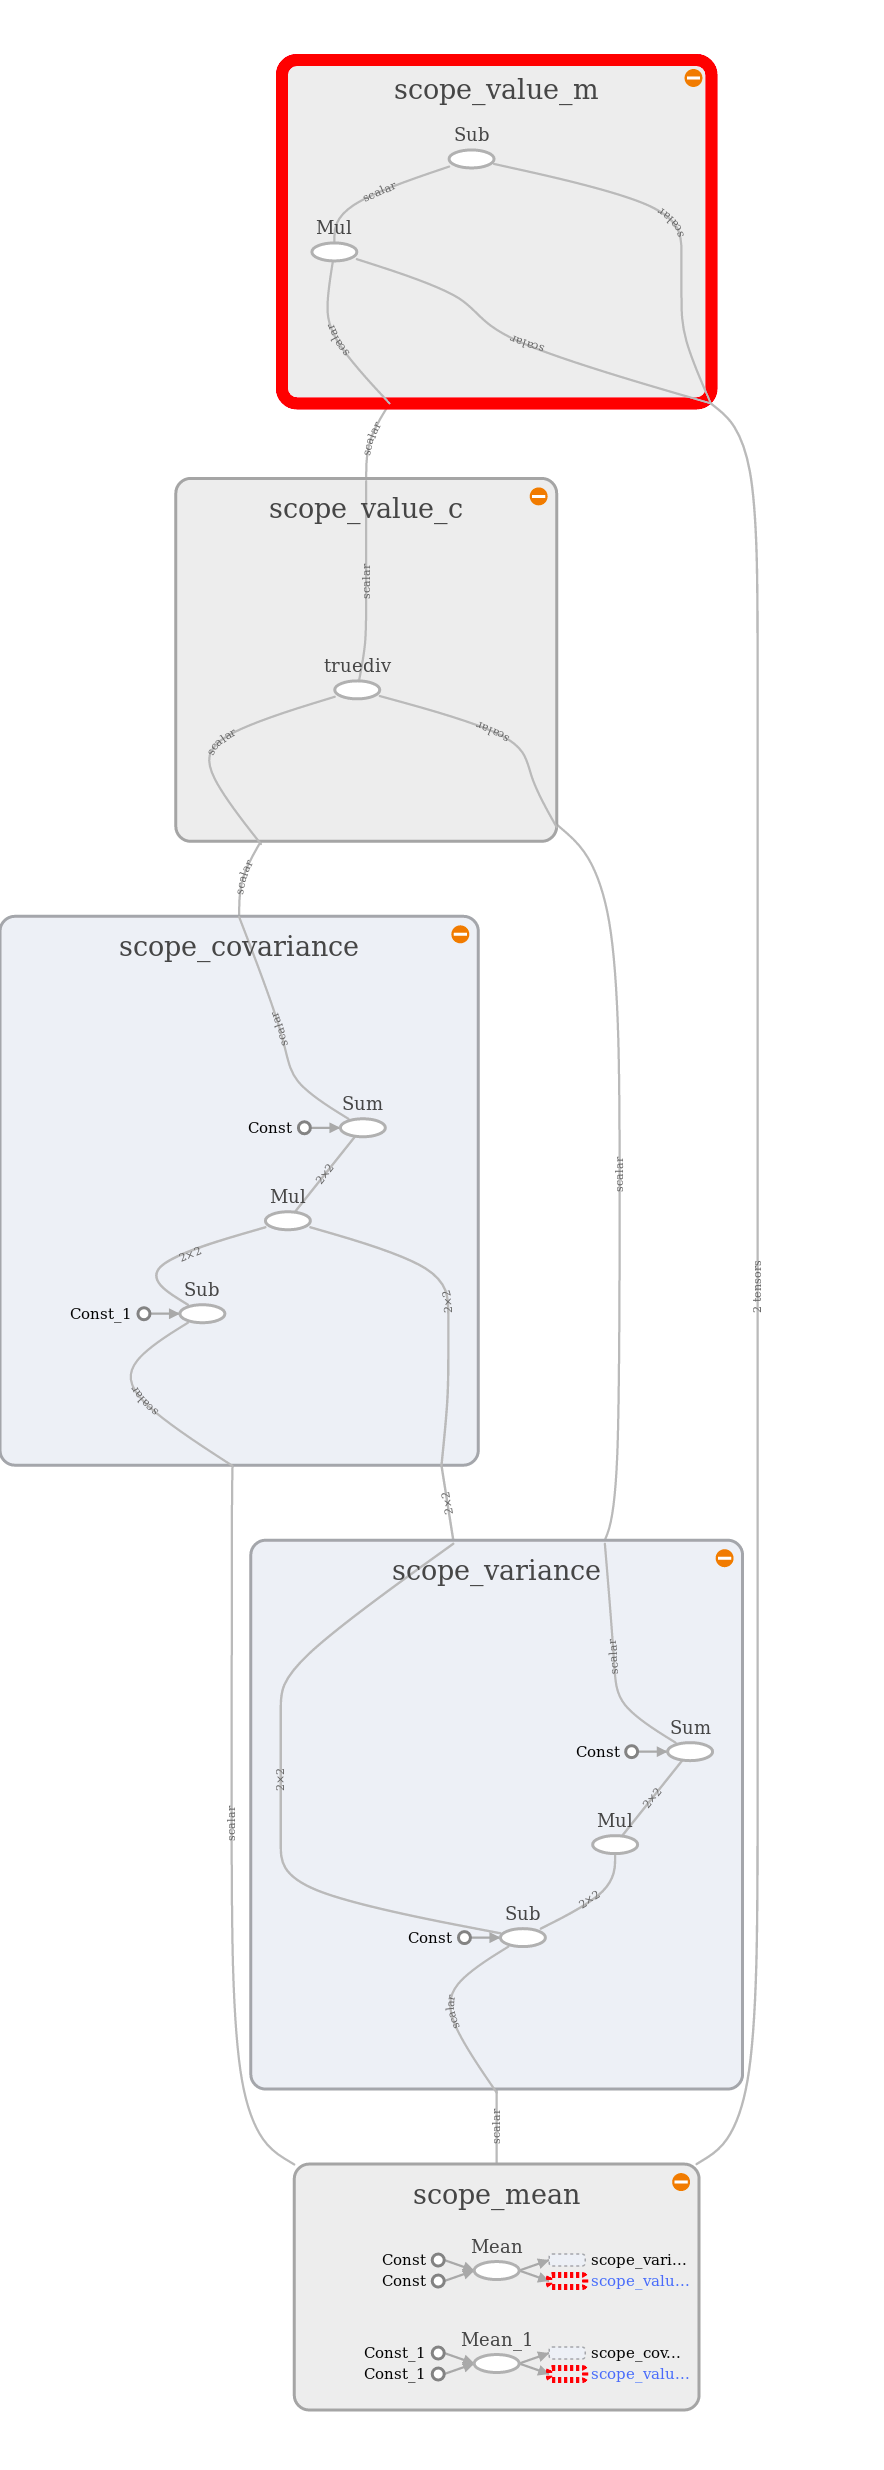 scope_value_m
Sub
scalar
scalar
Mul
scalar
scalar
scalar
scope_value_c
scalar
truediv
scalar
scalar
scalar
scope_covariance
scalar
Sum
Const
2×2
scalar
Mul
2×2
Sub
2×2
2 tensors
Const_1
scalar
2×2
scope_variance
scalar
Sum
Const
2×2
2×2
Mul
scalar
2×2
Sub
Const
scalar
scalar
scope_mean
Mean
Const scope_vari...
Const scope_valu...
Mean_1
Const_1 scope_cov...
Const_1 scope_valu...